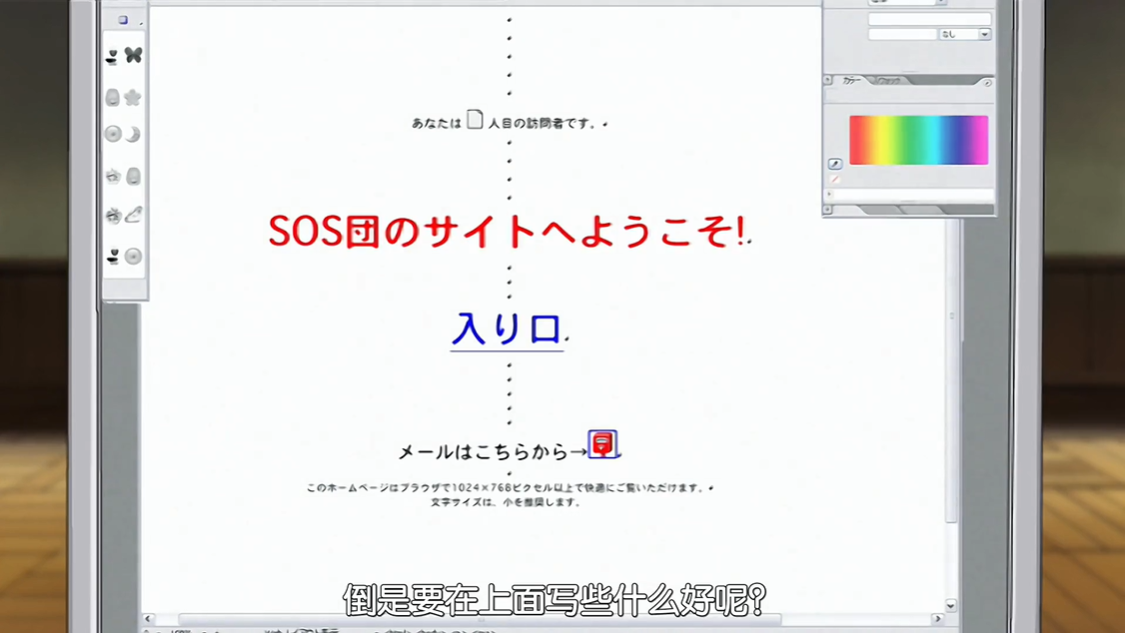 なし
カラー
あなたは 人目の訪問者です。
SOS団のサイトへようこそ!
入り口
メールはこちらから→
このホームページはブラウザで1024×768ピクセル以上で快適にご覧いただけます。
文字サイズは、小を推奨します。
倒是要在上面写些什么好呢?